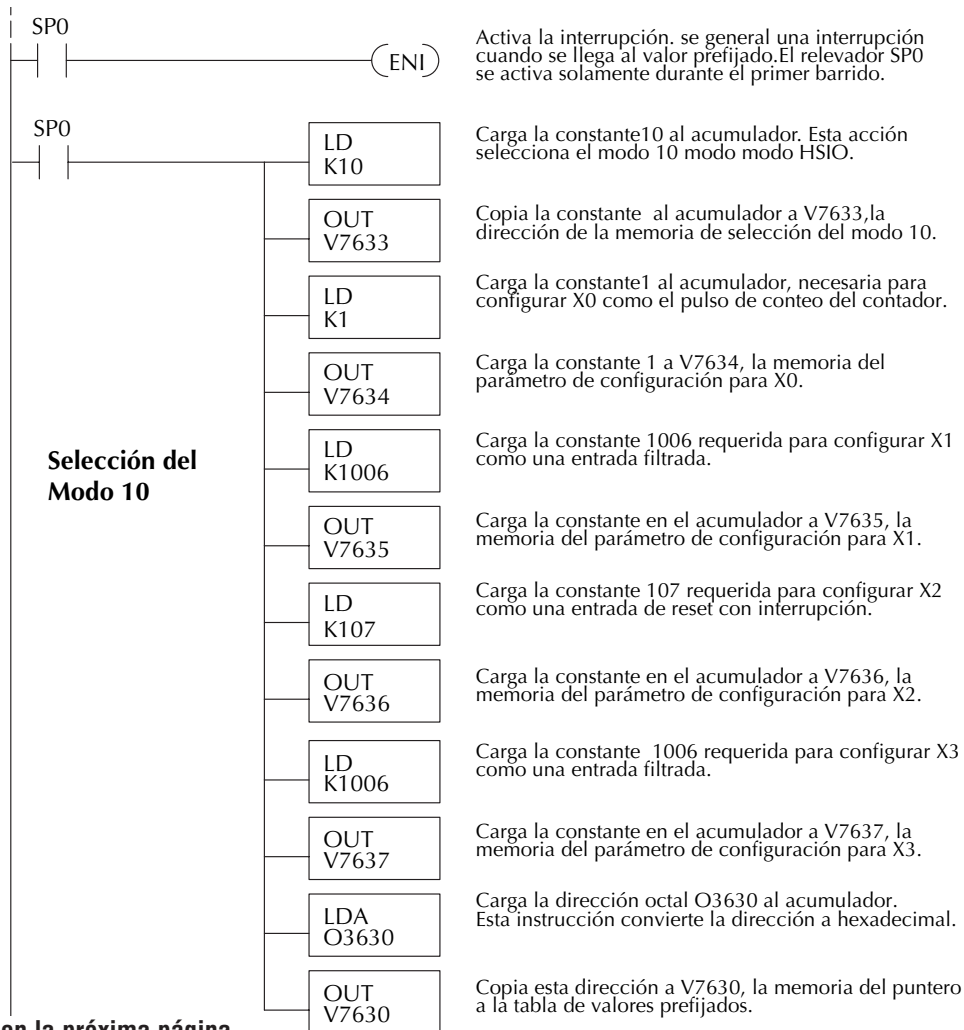 SP0
ENI
Activa la interrupción. se general una interrupción
cuando se llega al valor prefijado.El relevador SP0
se activa solamente durante el primer barrido.
SP0
LD
K10
Carga la constante10 al acumulador. Esta acción
selecciona el modo 10 modo modo HSIO.
OUT
V7633
Copia la constante  al acumulador a V7633,la
dirección de la memoria de selección del modo 10.
LD
K1
Carga la constante1 al acumulador, necesaria para
configurar X0 como el pulso de conteo del contador.
OUT
V7634
Carga la constante 1 a V7634, la memoria del
parámetro de configuración para X0.
Selección del
Modo 10
LD
K1006
Carga la constante 1006 requerida para configurar X1
como una entrada filtrada.
OUT
V7635
Carga la constante en el acumulador a V7635, la
memoria del parámetro de configuración para X1.
LD
K107
Carga la constante 107 requerida para configurar X2
como una entrada de reset con interrupción.
OUT
V7636
Carga la constante en el acumulador a V7636, la
memoria del parámetro de configuración para X2.
LD
K1006
Carga la constante  1006 requerida para configurar X3
como una entrada filtrada.
OUT
V7637
Carga la constante en el acumulador a V7637, la
memoria del parámetro de configuración para X3.
LDA
O3630
Carga la dirección octal O3630 al acumulador.
Esta instrucción convierte la dirección a hexadecimal.
OUT
V7630
Copia esta dirección a V7630, la memoria del puntero
a la tabla de valores prefijados.
en la próxima página